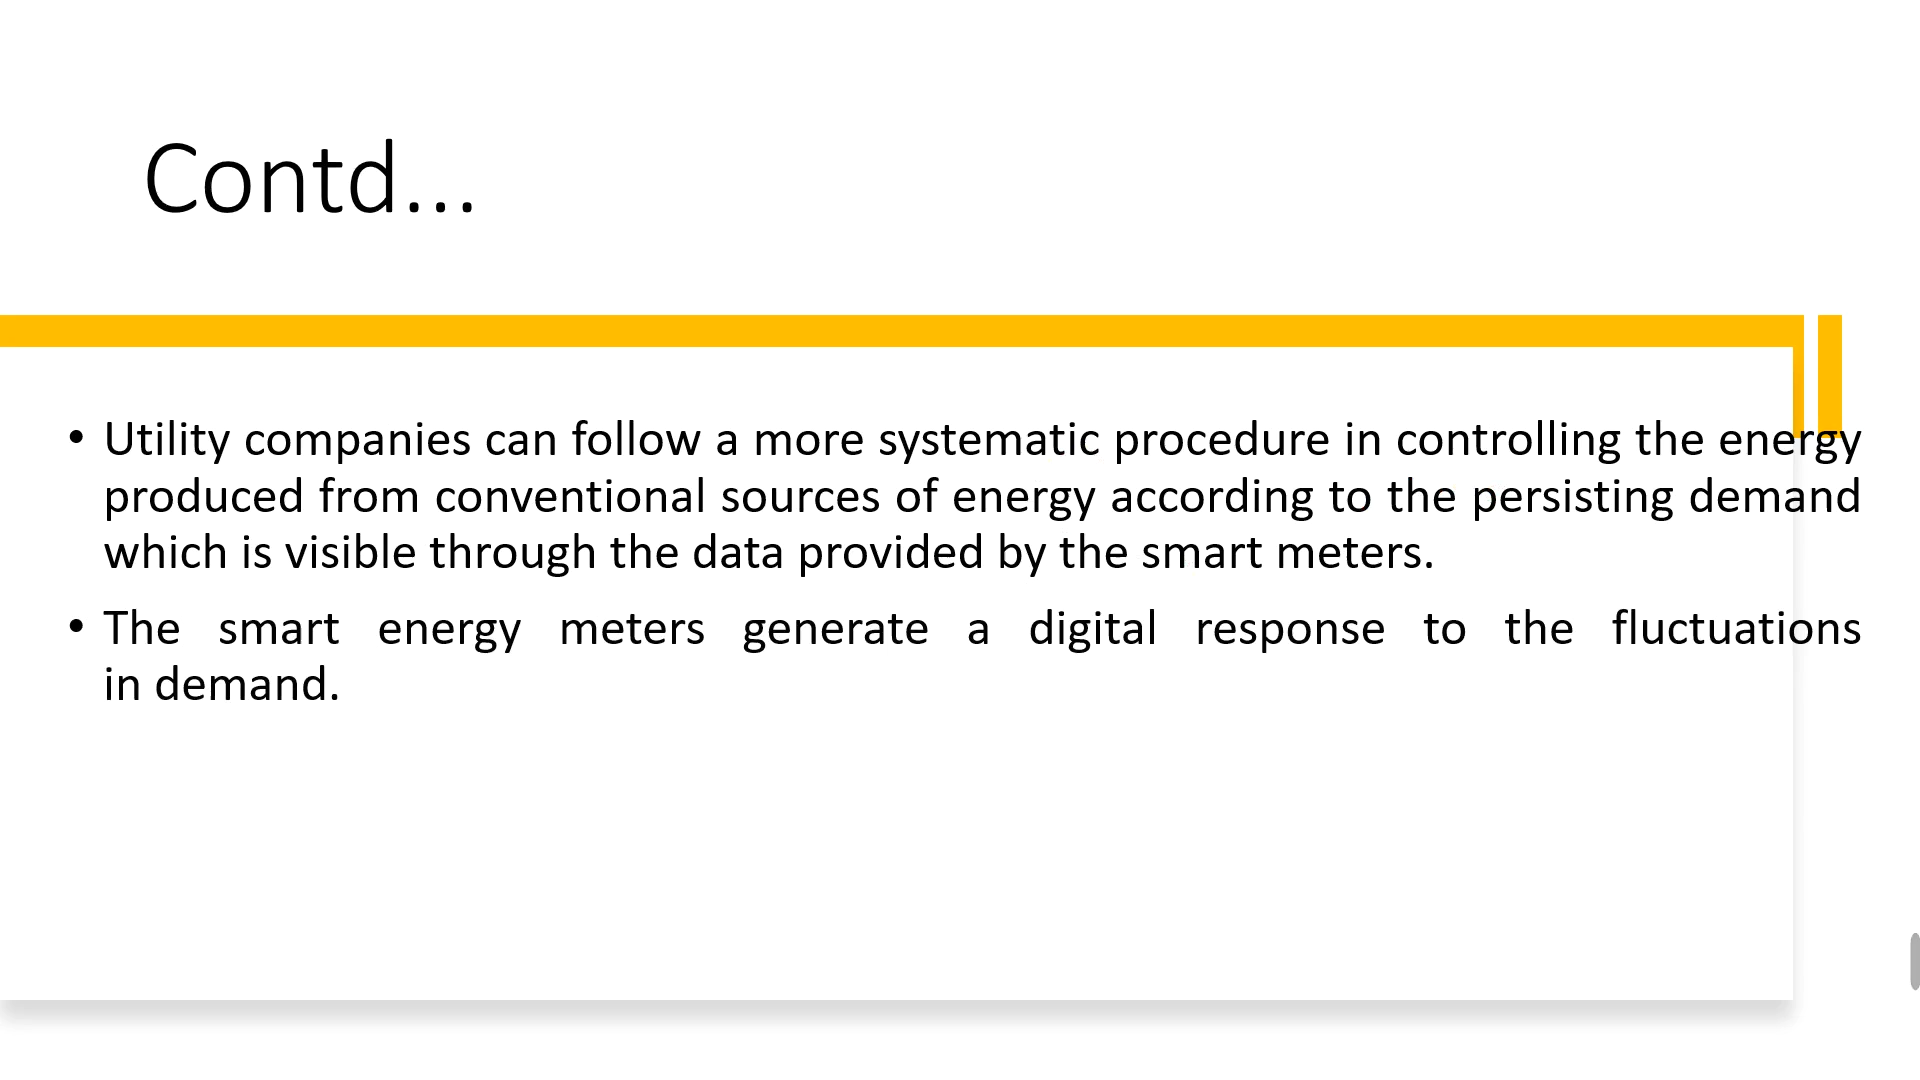 Contd...
• Utility companies can follow a more systematic procedure in controlling the energy
produced from conventional sources of energy according to the persisting demand
which is visible through the data provided by the smart meters.
• The smart energy meters generate a digital response to the fluctuations
in demand.